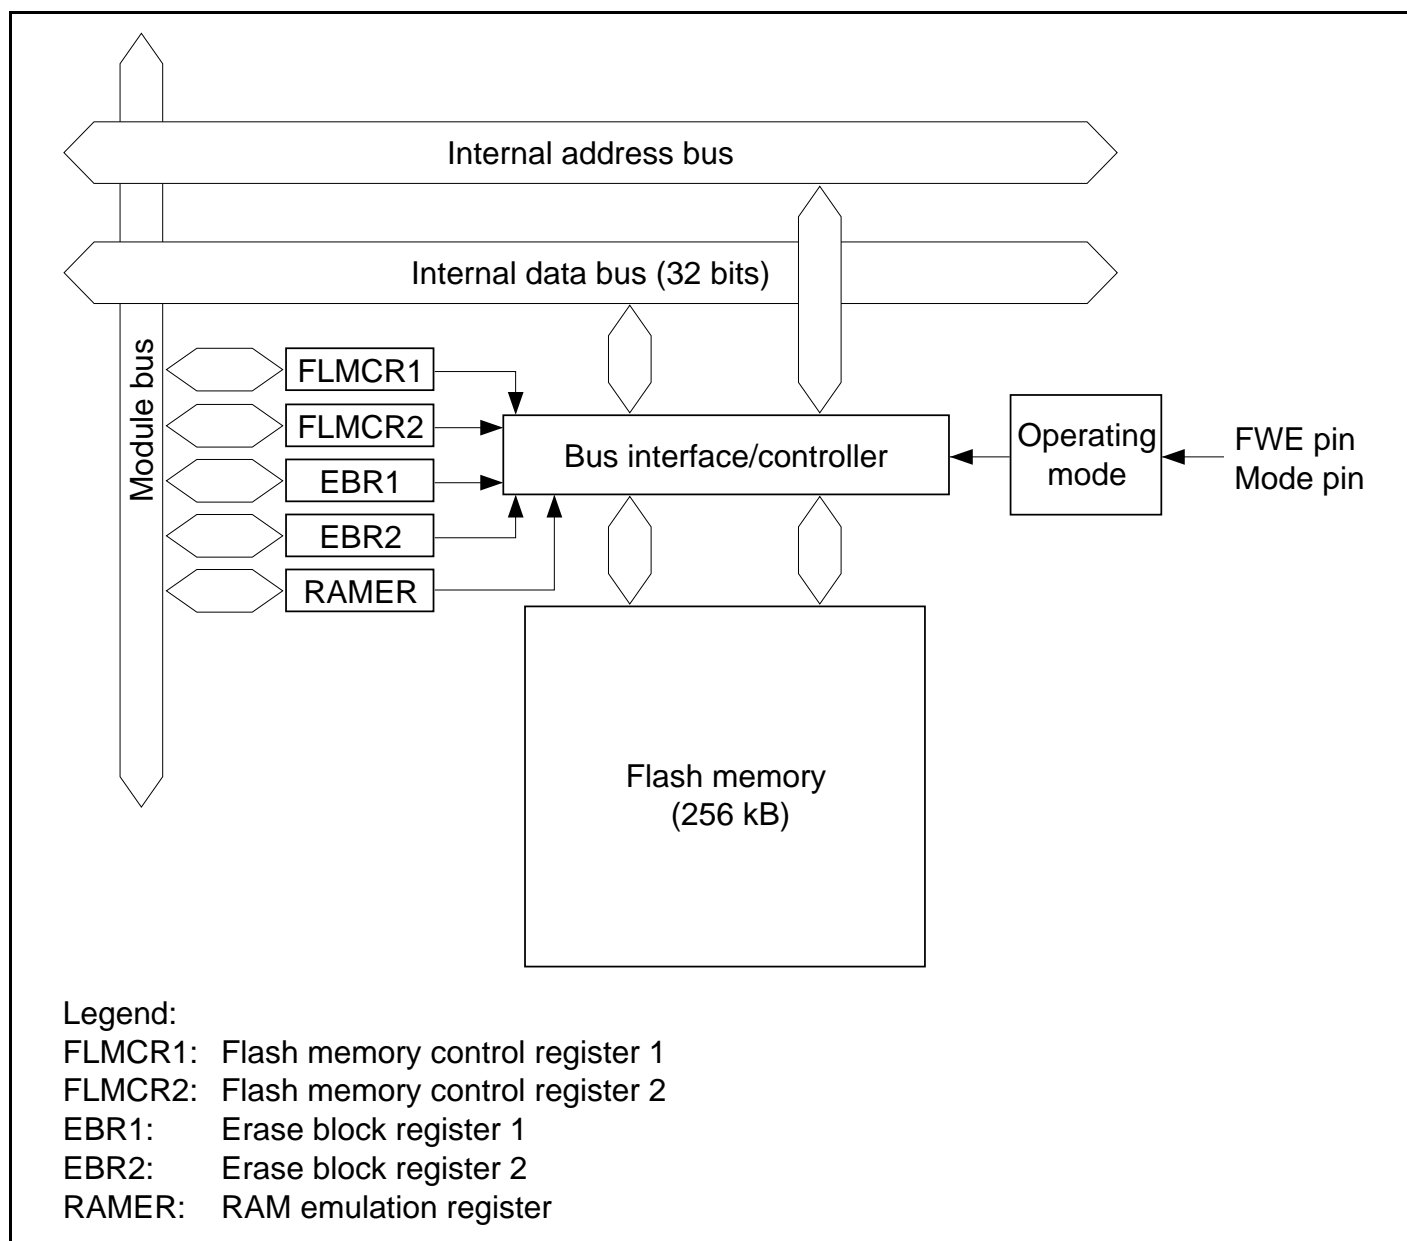 Internal address bus
Internal data bus (32 bits)
Module bus
FLMCR1
FLMCR2
EBR1
EBR2
RAMER
Bus interface/controller
Operating
mode
FWE pin
Mode pin
Flash memory
(256 kB)
Legend:
FLMCR1: Flash memory control register 1
FLMCR2: Flash memory control register 2
EBR1: Erase block register 1
EBR2: Erase block register 2
RAMER: RAM emulation register